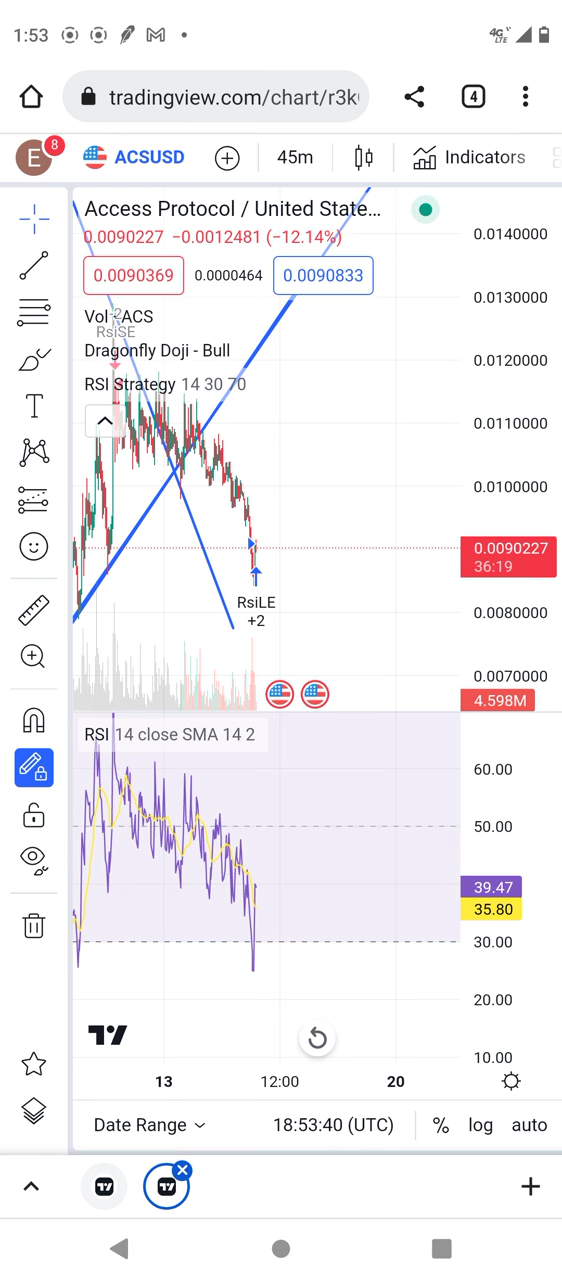 1:53
4G LTE
tradingview.com/chart/r3k
4
E
8
ACSUSD
45m
Indicators
Access Protocol / United State...
0.0090227 −0.0012481 (−12.14%)
0.0090369
0.0000464
0.0090833
Vol · ACS
-2
RsiSE
Dragonfly Doji - Bull
RSI Strategy 14 30 70
0.0140000
0.0130000
0.0120000
0.0110000
0.0100000
0.0090227
36:19
0.0080000
0.0070000
4.598M
RsiLE
+2
RSI 14 close SMA 14 2
60.00
50.00
39.47
35.80
30.00
20.00
10.00
13
12:00
20
Date Range
18:53:40 (UTC)
%
log
auto